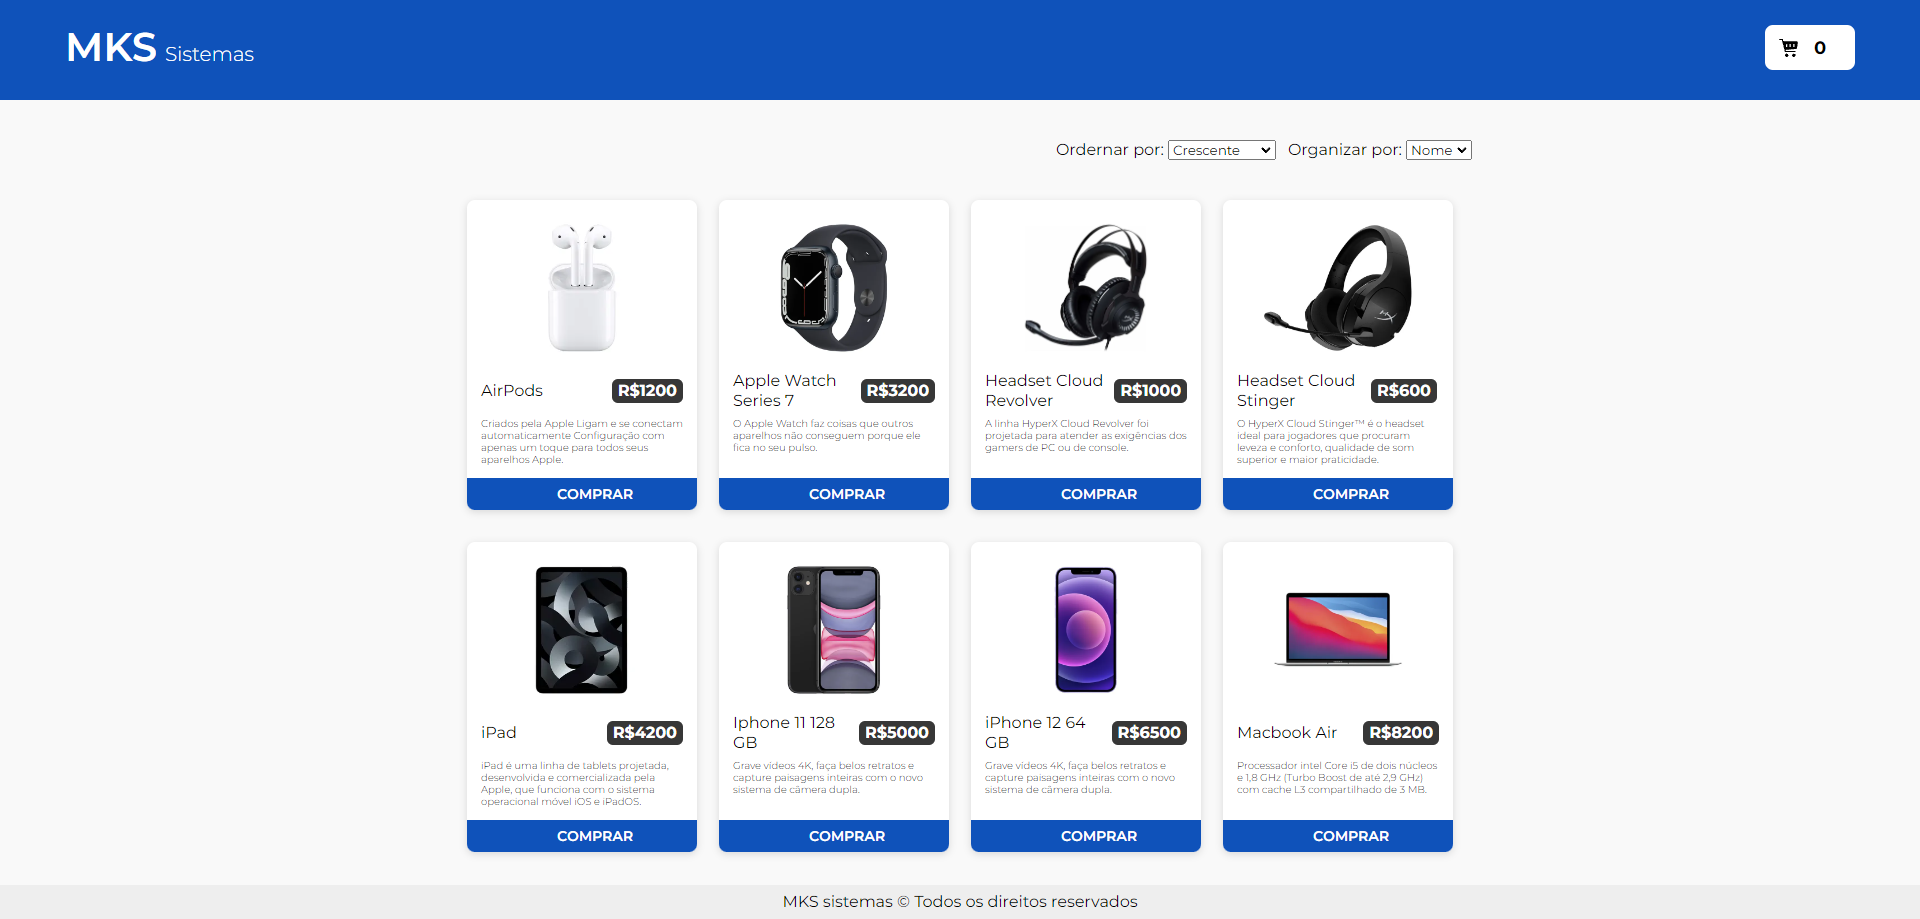 MKS Sistemas
0
Ordernar por: Crescente Organizar por: Nome
AirPods
R$1200
Criados pela Apple Ligam e se conectam
automaticamente Configuração com
apenas um toque para todos seus
aparelhos Apple.
COMPRAR
Apple Watch
Series 7
R$3200
O Apple Watch faz coisas que outros
aparelhos não conseguem porque ele
fica no seu pulso.
COMPRAR
Headset Cloud
Revolver
R$1000
A linha HyperX Cloud Revolver foi
projetada para atender as exigências dos
gamers de PC ou de console.
COMPRAR
Headset Cloud
Stinger
R$600
O HyperX Cloud Stinger™ é o headset
ideal para jogadores que procuram
leveza e conforto, qualidade de som
superior e maior praticidade.
COMPRAR
iPad
R$4200
iPad é uma linha de tablets projetada,
desenvolvida e comercializada pela
Apple, que funciona com o sistema
operacional móvel iOS e iPadOS.
COMPRAR
Iphone 11 128
GB
R$5000
Grave vídeos 4K, faça belos retratos e
capture paisagens inteiras com o novo
sistema de câmera dupla.
COMPRAR
iPhone 12 64
GB
R$6500
Grave vídeos 4K, faça belos retratos e
capture paisagens inteiras com o novo
sistema de câmera dupla.
COMPRAR
Macbook Air
R$8200
Processador intel Core i5 de dois núcleos
e 1,8 GHz (Turbo Boost de até 2,9 GHz)
com cache L3 compartilhado de 3 MB.
COMPRAR
MKS sistemas © Todos os direitos reservados